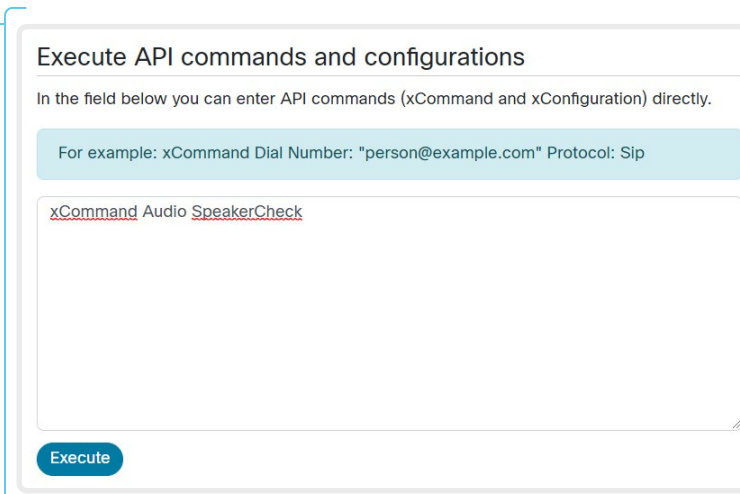 Execute API commands and configurations
In the field below you can enter API commands (xCommand and xConfiguration) directly.
For example: xCommand Dial Number: "person@example.com" Protocol: Sip
xCommand Audio SpeakerCheck
Execute